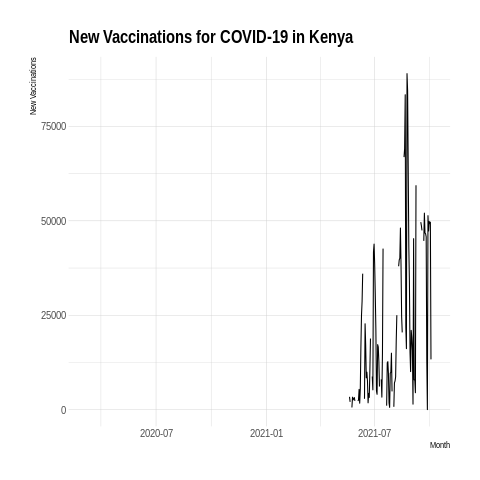 New Vaccinations for COVID-19 in Kenya
New Vaccinations
75000
50000
25000
0
2020-07 2021-01 2021-07
Month